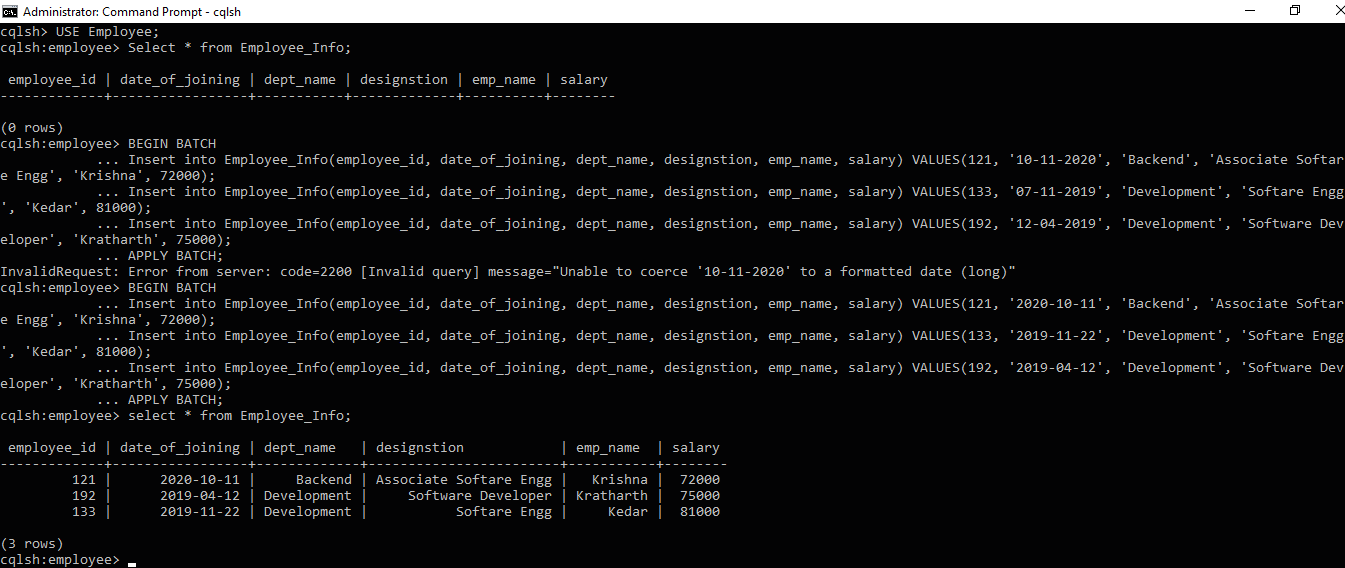 Administrator: Command Prompt - cqlsh
cqlsh> USE Employee;
cqlsh:employee> Select * from Employee_Info;
 employee_id | date_of_joining | dept_name | designstion | emp_name | salary
-------------+-----------------+-----------+-------------+----------+--------
(0 rows)
cqlsh:employee> BEGIN BATCH
            ... Insert into Employee_Info(employee_id, date_of_joining, dept_name, designstion, emp_name, salary) VALUES(121, '10-11-2020', 'Backend', 'Associate Softar
e Engg', 'Krishna', 72000);
            ... Insert into Employee_Info(employee_id, date_of_joining, dept_name, designstion, emp_name, salary) VALUES(133, '07-11-2019', 'Development', 'Softare Engg
', 'Kedar', 81000);
            ... Insert into Employee_Info(employee_id, date_of_joining, dept_name, designstion, emp_name, salary) VALUES(192, '12-04-2019', 'Development', 'Software Dev
eloper', 'Kratharth', 75000);
            ... APPLY BATCH;
InvalidRequest: Error from server: code=2200 [Invalid query] message="Unable to coerce '10-11-2020' to a formatted date (long)"
cqlsh:employee> BEGIN BATCH
            ... Insert into Employee_Info(employee_id, date_of_joining, dept_name, designstion, emp_name, salary) VALUES(121, '2020-10-11', 'Backend', 'Associate Softar
e Engg', 'Krishna', 72000);
            ... Insert into Employee_Info(employee_id, date_of_joining, dept_name, designstion, emp_name, salary) VALUES(133, '2019-11-22', 'Development', 'Softare Engg
', 'Kedar', 81000);
            ... Insert into Employee_Info(employee_id, date_of_joining, dept_name, designstion, emp_name, salary) VALUES(192, '2019-04-12', 'Development', 'Software Dev
eloper', 'Kratharth', 75000);
            ... APPLY BATCH;
cqlsh:employee> select * from Employee_Info;
 employee_id | date_of_joining | dept_name   | designstion            | emp_name  | salary
-------------+-----------------+-------------+------------------------+-----------+--------
         121 |      2020-10-11 |     Backend | Associate Softare Engg |   Krishna |  72000
         192 |      2019-04-12 | Development |     Software Developer | Kratharth |  75000
         133 |      2019-11-22 | Development |           Softare Engg |     Kedar |  81000
(3 rows)
cqlsh:employee>